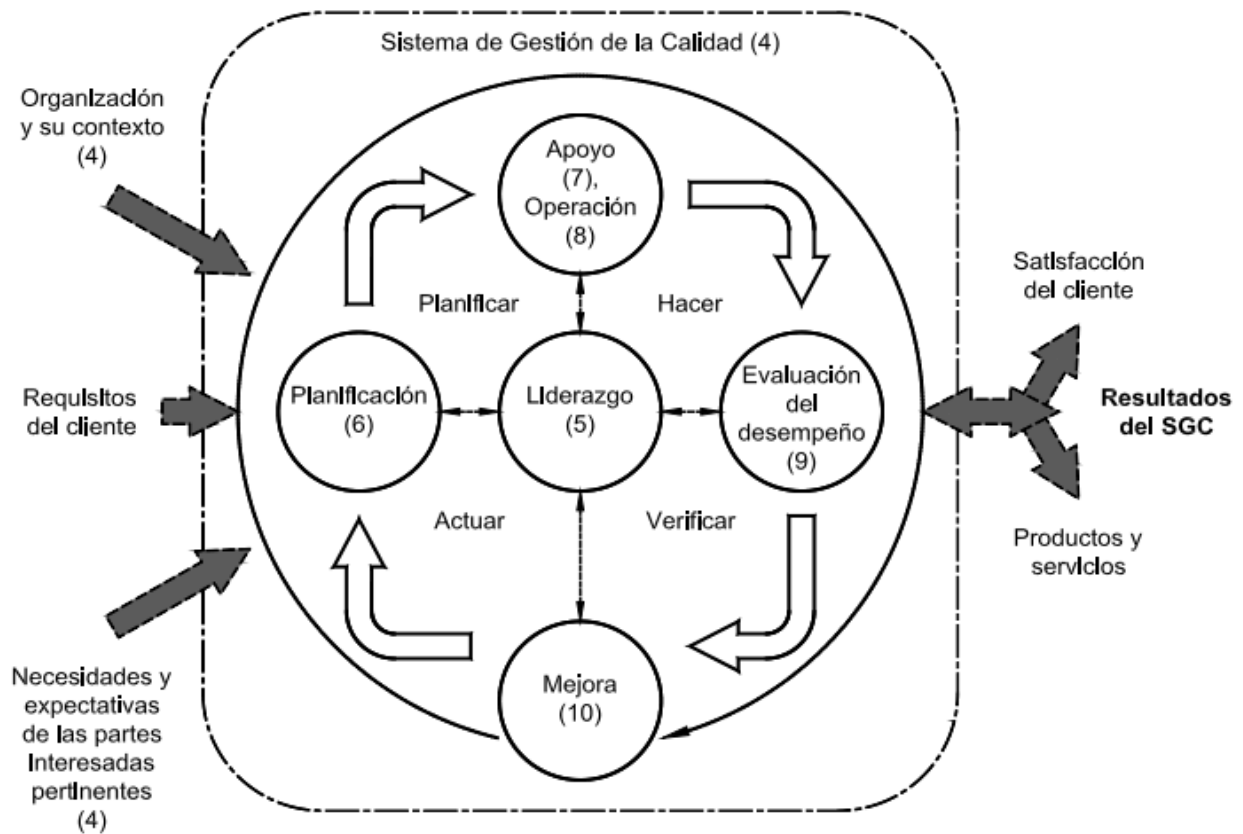 Sistema de Gestión de la Calidad (4)
Organización
y su contexto
(4)
Apoyo
(7),
Operación
(8)
Planificar
Hacer
Satisfacción
del cliente
Requisitos
del cliente
Planificación
(6)
Liderazgo
(5)
Evaluación
del
desempeño
(9)
Resultados
del SGC
Actuar
Verificar
Productos y
servicios
Mejora
(10)
Necesidades y
expectativas
de las partes
interesadas
pertinentes
(4)